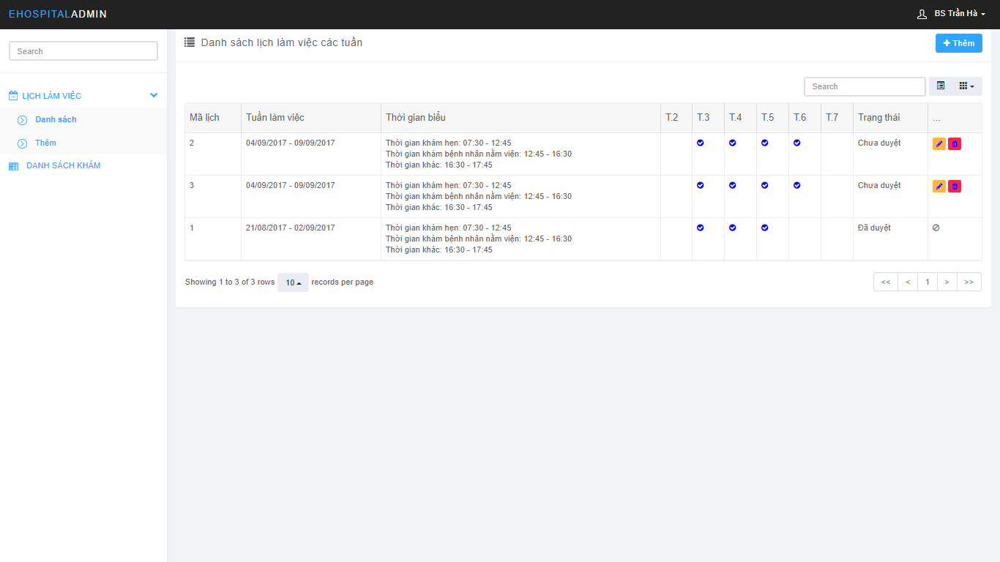 EHOSPITALADMIN
BS Trần Hà
Search
LỊCH LÀM VIỆC
Danh sách
Thêm
DANH SÁCH KHÁM
Danh sách lịch làm việc các tuần
Thêm
Search
Mã lịch Tuần làm việc Thời gian biểu T.2 T.3 T.4 T.5 T.6 T.7 Trạng thái ...
2 04/09/2017 - 09/09/2017 Thời gian khám hẹn: 07:30 - 12:45 Chưa duyệt
Thời gian khám bệnh nhân nằm viện: 12:45 - 16:30
Thời gian khác: 16:30 - 17:45
3 04/09/2017 - 09/09/2017 Thời gian khám hẹn: 07:30 - 12:45 Chưa duyệt
Thời gian khám bệnh nhân nằm viện: 12:45 - 16:30
Thời gian khác: 16:30 - 17:45
1 21/08/2017 - 02/09/2017 Thời gian khám hẹn: 07:30 - 12:45 Đã duyệt
Thời gian khám bệnh nhân nằm viện: 12:45 - 16:30
Thời gian khác: 16:30 - 17:45
Showing 1 to 3 of 3 rows 10 records per page
<< < 1 > >>